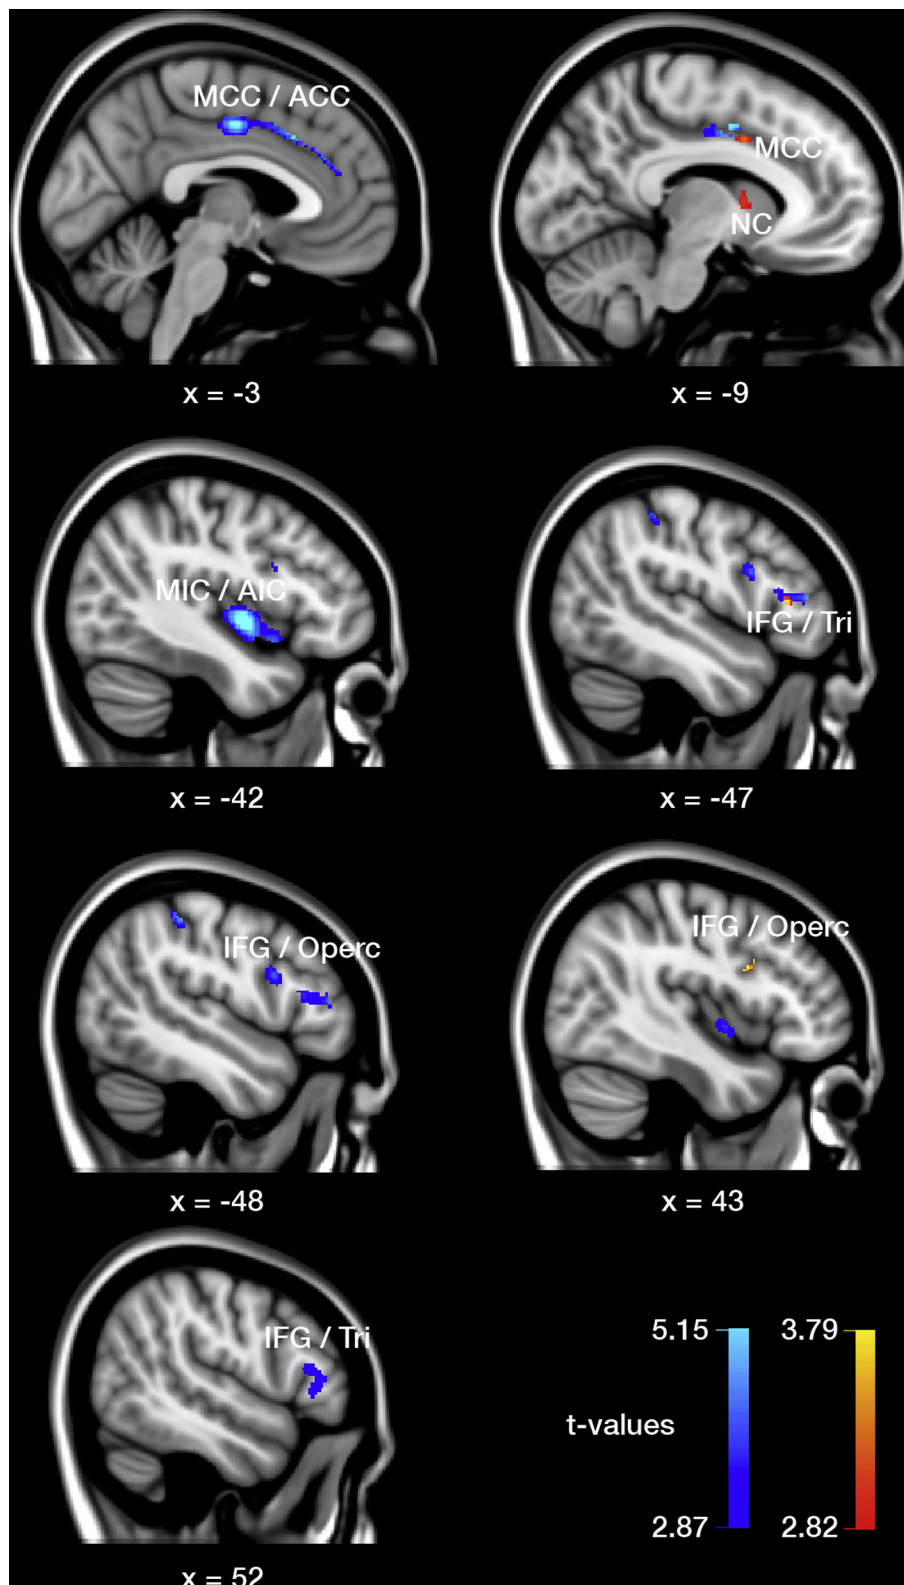 MCC / ACC
MCC
NC
x = -3
x = -9
MIC / AIC
IFG / Tri
x = -42
x = -47
IFG / Operc
IFG / Operc
x = -48
x = 43
IFG / Tri
5.15
3.79
t-values
2.87
2.82
x = 52